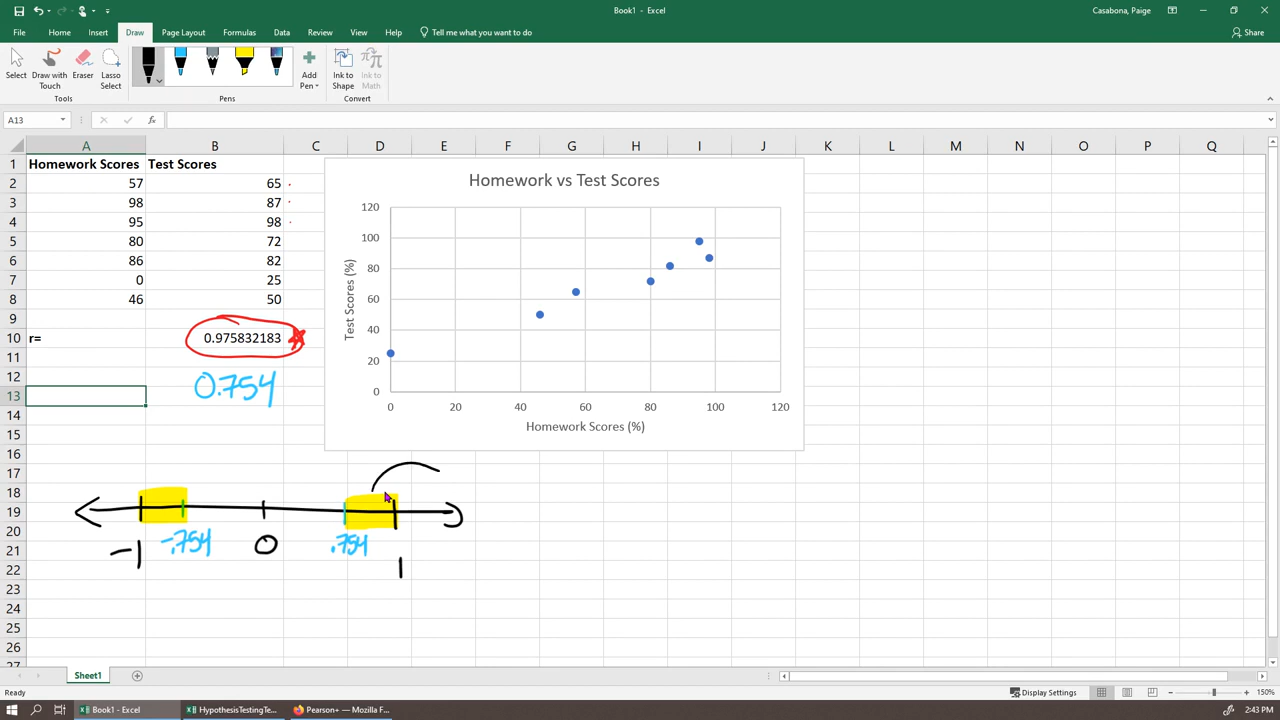 Book1 - Excel
Casabona, Paige
File Home Insert Draw Page Layout Formulas Data Review View Help Tell me what you want to do
Share
Select Draw with Touch Eraser Lasso Select
Add Pen
Ink to Shape Ink to Math
Tools Pens Convert
A13 fx
A B C D E F G H I J K L M N O P Q
1 Homework Scores Test Scores
2 57 65
3 98 87
4 95 98
5 80 72
6 86 82
7 0 25
8 46 50
9
10 r= 0.975832183
11
12
13
0.754
14
15
16
17
18
19
20
21
22
23
24
25
26
27
Homework vs Test Scores
Test Scores (%)
120
100
80
60
40
20
0
0 20 40 60 80 100 120
Homework Scores (%)
-1 -.754 0 .754 1
Sheet1
Ready
Display Settings
150%
Book1 - Excel HypothesisTestingTe... Pearson+ — Mozilla F...
2:43 PM